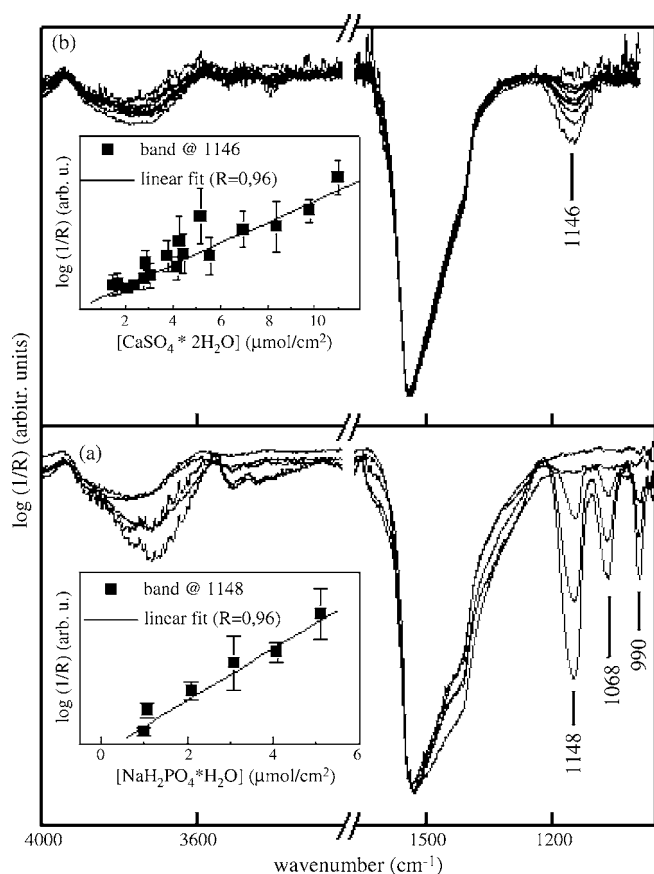 (b)
band @ 1146
linear fit (R=0,96)
log (1/R) (arb. u.)
2 4 6 8 10
[CaSO₄ * 2H₂O] (μmol/cm²)
1146
log (1/R) (arbitr. units)
(a)
band @ 1148
linear fit (R=0,96)
log (1/R) (arb. u.)
0 2 4 6
[NaH₂PO₄*H₂O] (μmol/cm²)
1148
1068
990
4000 3600 1500 1200
wavenumber (cm⁻¹)